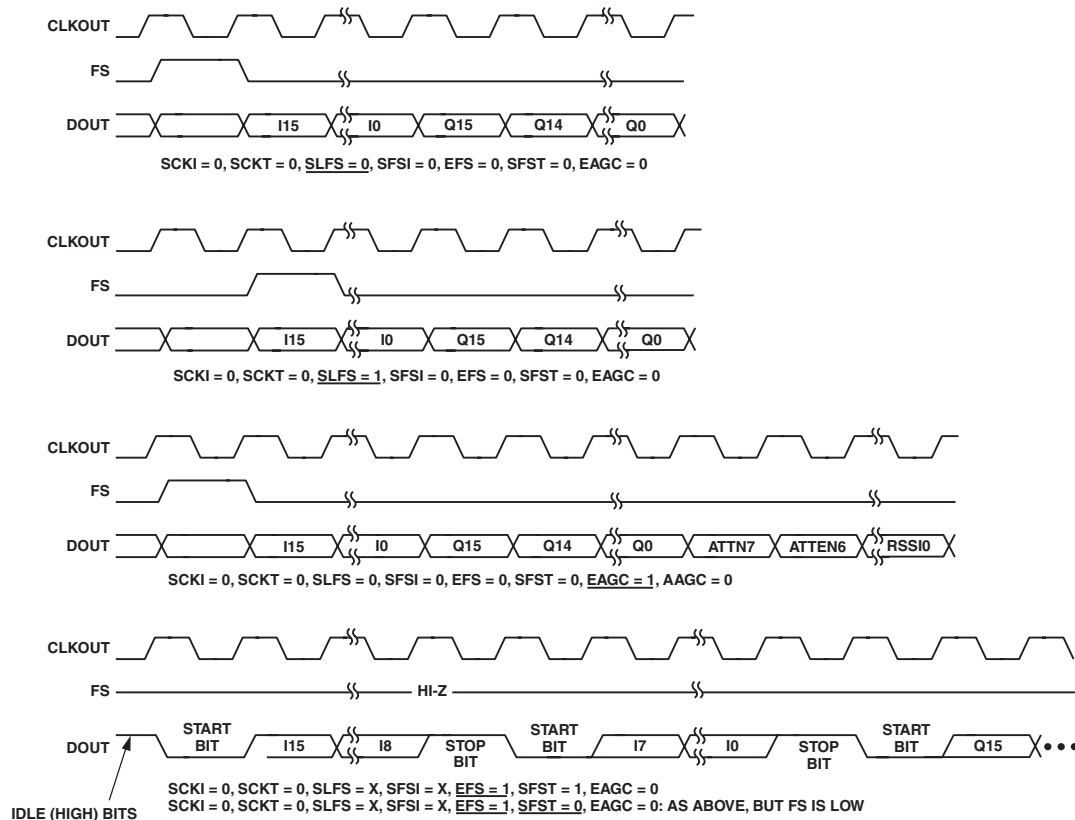 CLKOUT
FS
DOUT I15 I0 Q15 Q14 Q0
SCKI = 0, SCKT = 0, SLFS = 0, SFSI = 0, EFS = 0, SFST = 0, EAGC = 0
CLKOUT
FS
DOUT I15 I0 Q15 Q14 Q0
SCKI = 0, SCKT = 0, SLFS = 1, SFSI = 0, EFS = 0, SFST = 0, EAGC = 0
CLKOUT
FS
DOUT I15 I0 Q15 Q14 Q0 ATTN7 ATTEN6 RSSI0
SCKI = 0, SCKT = 0, SLFS = 0, SFSI = 0, EFS = 0, SFST = 0, EAGC = 1, AAGC = 0
CLKOUT
FS HI-Z
DOUT START BIT I15 I8 STOP BIT START BIT I7 I0 STOP BIT START BIT Q15
IDLE (HIGH) BITS
SCKI = 0, SCKT = 0, SLFS = X, SFSI = X, EFS = 1, SFST = 1, EAGC = 0
SCKI = 0, SCKT = 0, SLFS = X, SFSI = X, EFS = 1, SFST = 0, EAGC = 0: AS ABOVE, BUT FS IS LOW